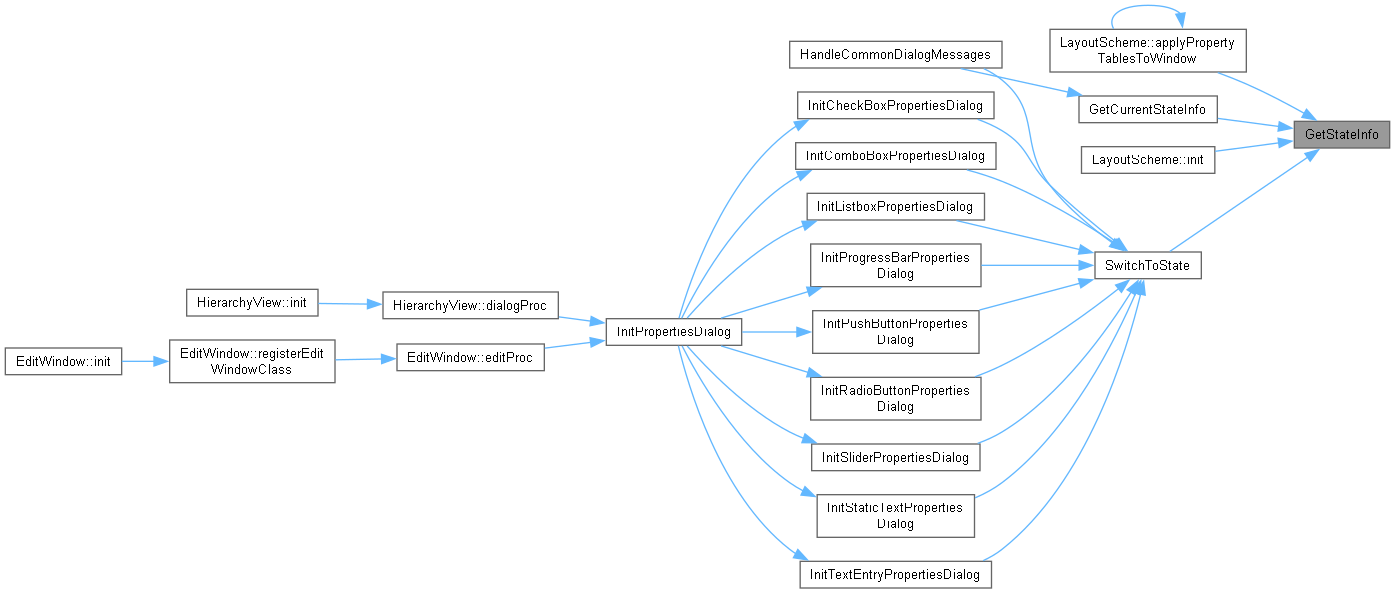 LayoutScheme::applyProperty
TablesToWindow
HandleCommonDialogMessages
InitCheckBoxPropertiesDialog
GetCurrentStateInfo
GetStateInfo
InitComboBoxPropertiesDialog
LayoutScheme::init
InitListboxPropertiesDialog
InitProgressBarProperties
Dialog
SwitchToState
HierarchyView::init
HierarchyView::dialogProc
InitPushButtonProperties
Dialog
InitPropertiesDialog
EditWindow::init
EditWindow::registerEdit
WindowClass
EditWindow::editProc
InitRadioButtonProperties
Dialog
InitSliderPropertiesDialog
InitStaticTextProperties
Dialog
InitTextEntryPropertiesDialog